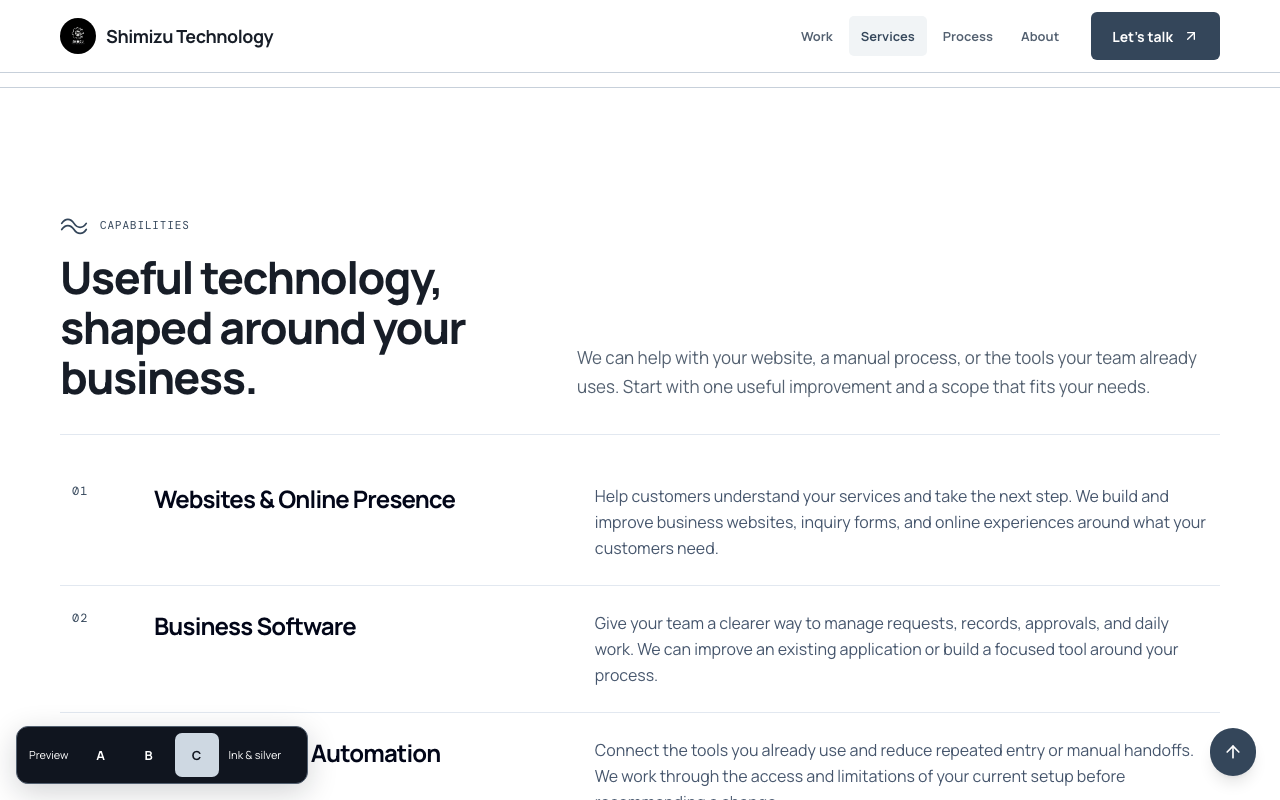 Shimizu Technology
Work
Services
Process
About
Let's talk
CAPABILITIES
Useful technology,
shaped around your
business.
We can help with your website, a manual process, or the tools your team already
uses. Start with one useful improvement and a scope that fits your needs.
01
Websites & Online Presence
Help customers understand your services and take the next step. We build and
improve business websites, inquiry forms, and online experiences around what your
customers need.
02
Business Software
Give your team a clearer way to manage requests, records, approvals, and daily
work. We can improve an existing application or build a focused tool around your
process.
Automation
Connect the tools you already use and reduce repeated entry or manual handoffs.
We work through the access and limitations of your current setup before
recommending a change.
Preview
A
B
C
Ink & silver